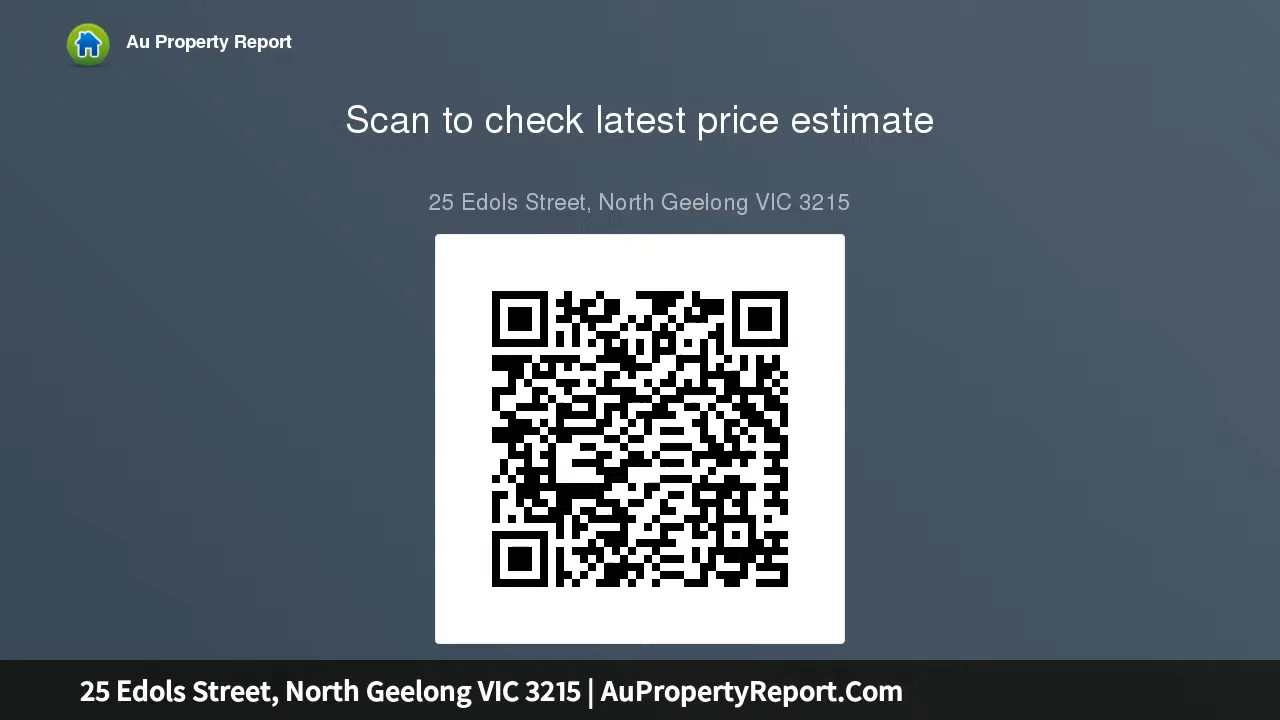 Au Property Report
Scan to check latest price estimate
25 Edols Street, North Geelong VIC 3215
25 Edols Street, North Geelong VIC 3215 | AuPropertyReport.Com